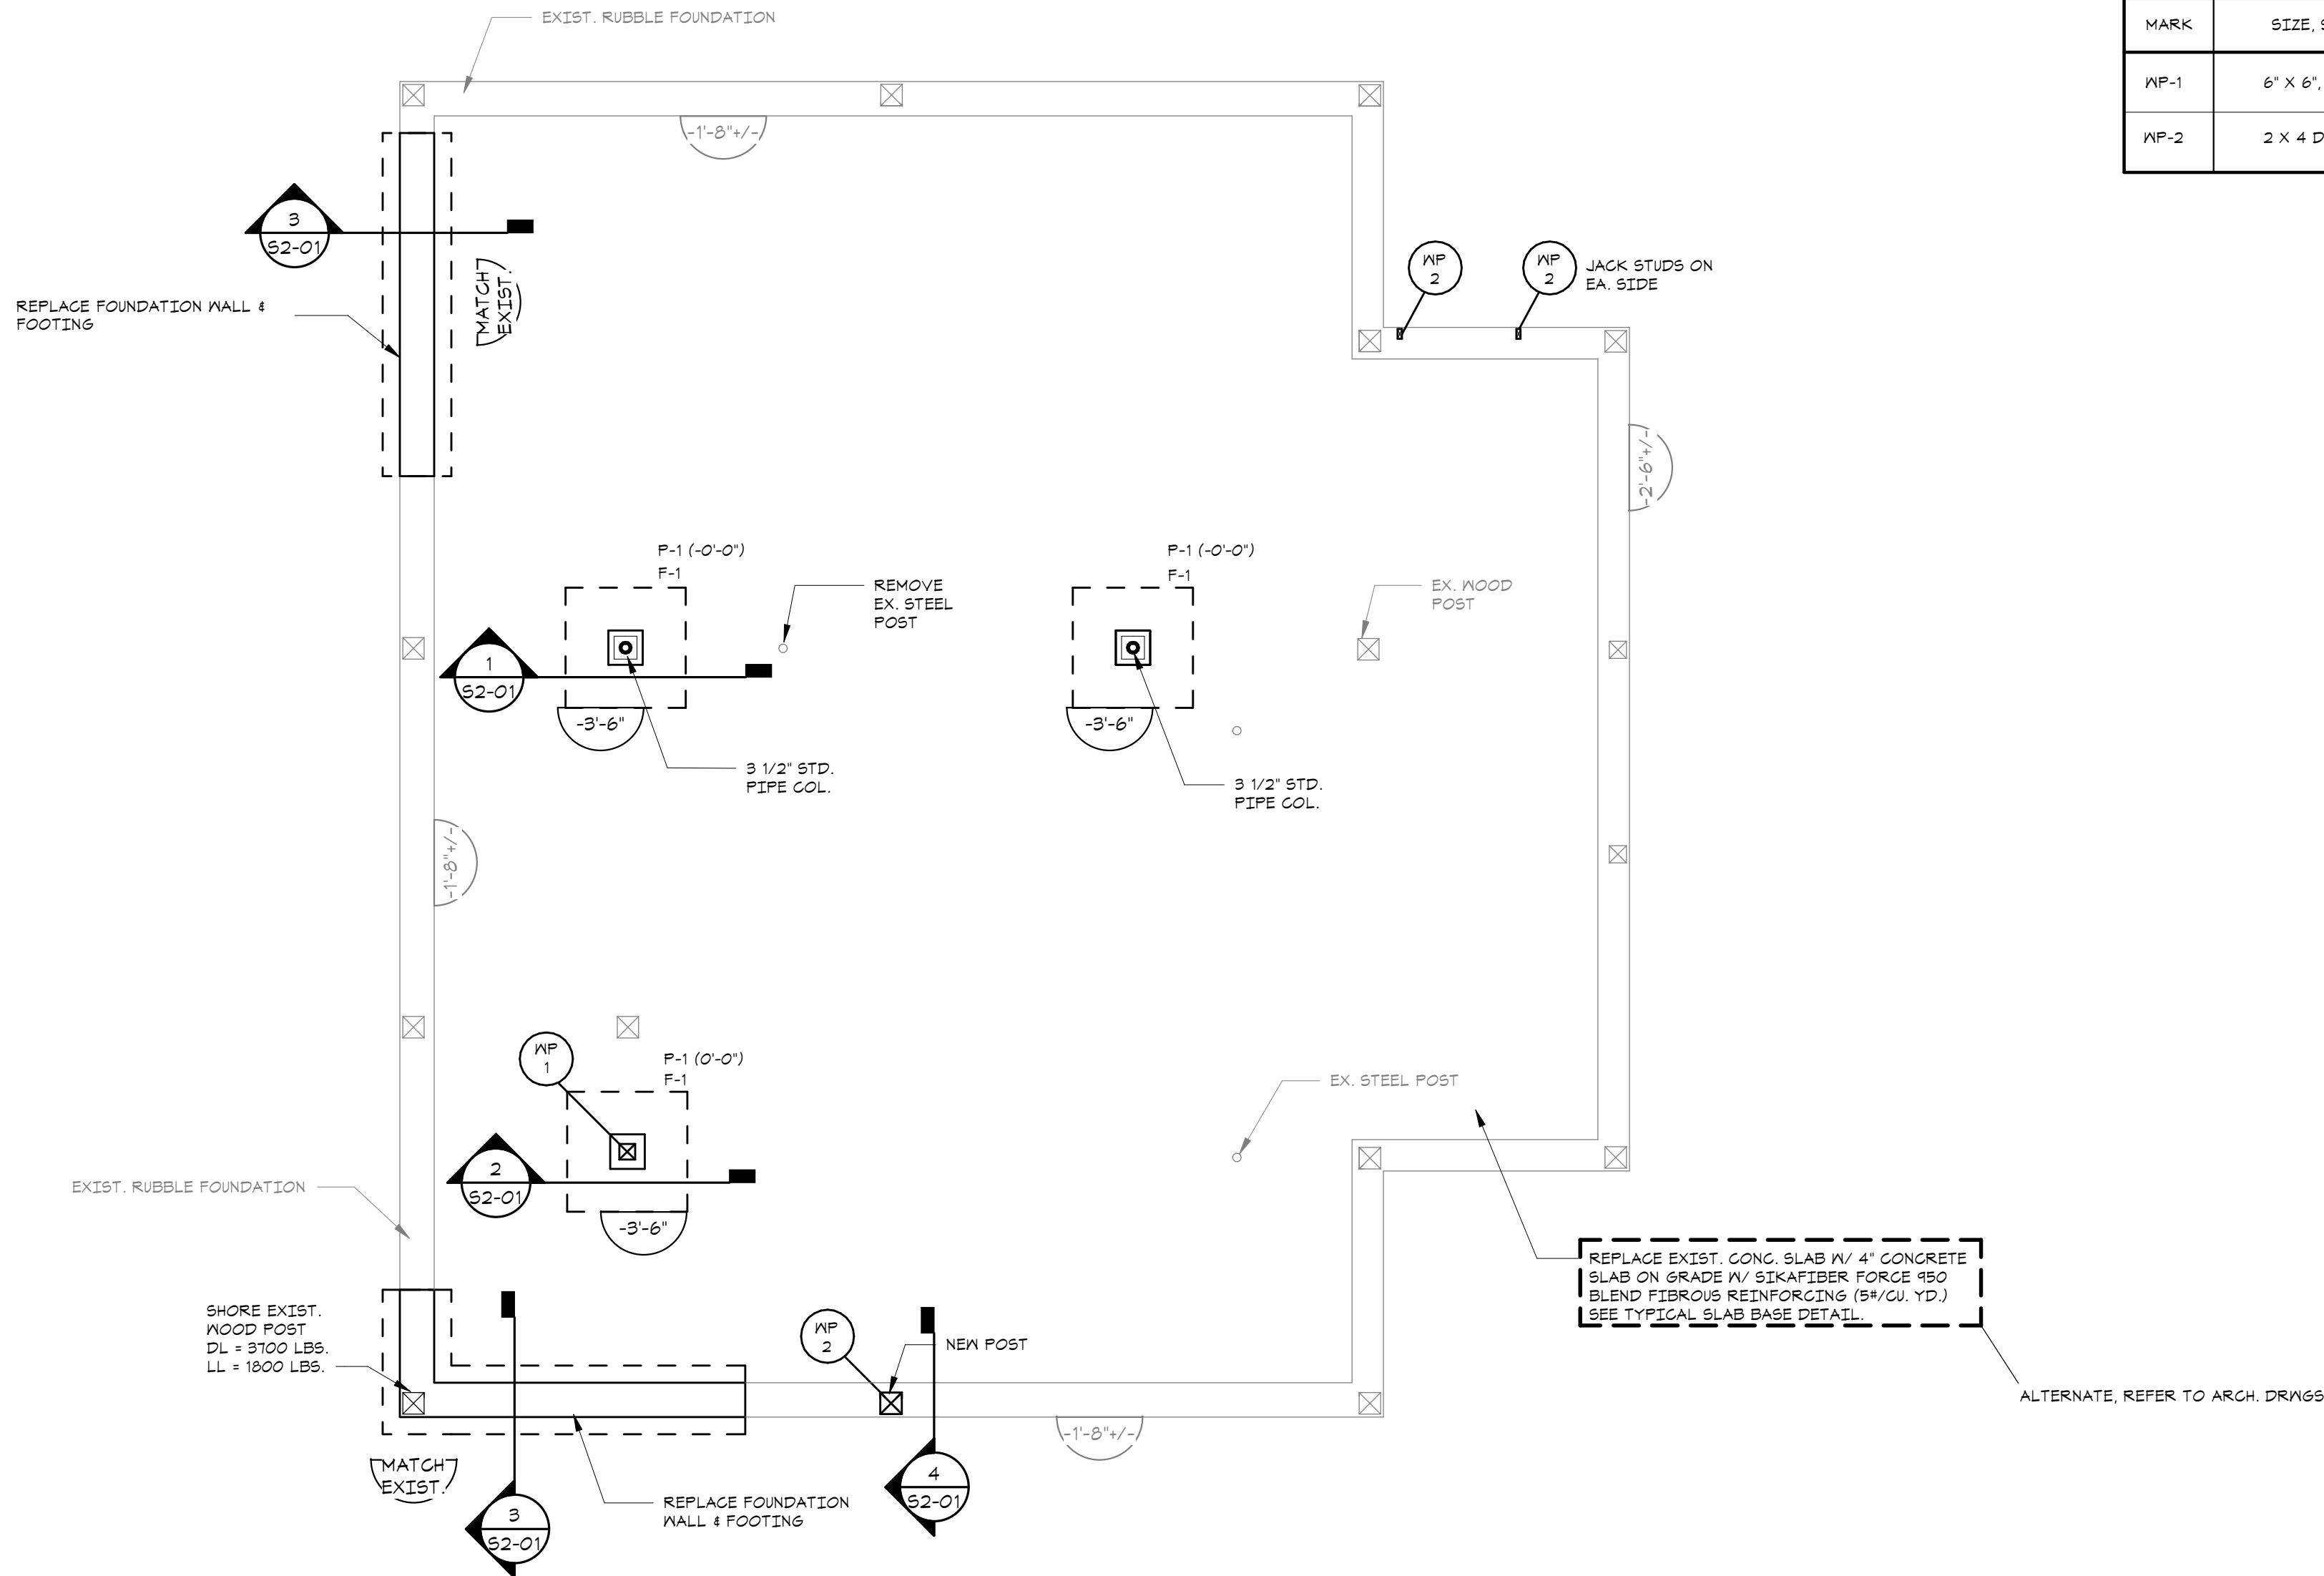 EXIST. RUBBLE FOUNDATION
MARK
SIZE,
WP-1
6" X 6",
WP-2
2 X 4
-1'-8"+/-
3
S2-01
MATCH
EXIST.
REPLACE FOUNDATION WALL &
FOOTING
WP
2
WP
2
JACK STUDS ON
EA. SIDE
-2'-6"+/-
P-1 (-0'-0")
F-1
P-1 (-0'-0")
F-1
REMOVE
EX. STEEL
POST
EX. WOOD
POST
1
S2-01
-3'-6"
-3'-6"
3 1/2" STD.
PIPE COL.
3 1/2" STD.
PIPE COL.
-1'-8"+/-
WP
1
P-1 (0'-0")
F-1
EX. STEEL POST
2
S2-01
EXIST. RUBBLE FOUNDATION
-3'-6"
REPLACE EXIST. CONC. SLAB W/ 4" CONCRETE
SLAB ON GRADE W/ SIKAFIBER FORCE 950
BLEND FIBROUS REINFORCING (5#/CU. YD.)
SEE TYPICAL SLAB BASE DETAIL.
SHORE EXIST.
WOOD POST
DL = 3700 LBS.
LL = 1800 LBS.
WP
2
NEW POST
ALTERNATE, REFER TO ARCH. DRWGS
-1'-8"+/-
MATCH
EXIST.
4
S2-01
REPLACE FOUNDATION
WALL & FOOTING
3
S2-01